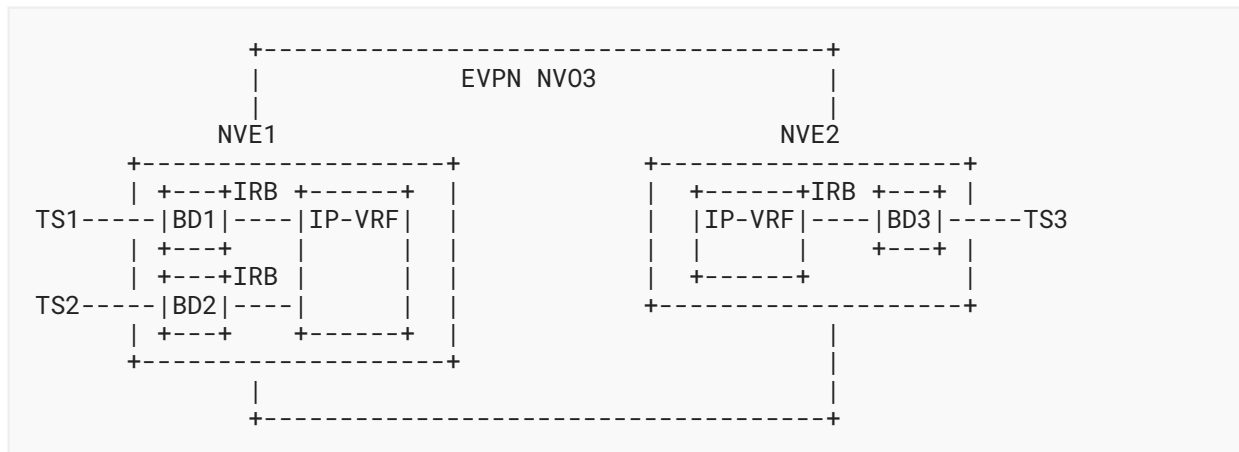 EVPN NVO3
NVE1 NVE2
IRB IRB
TS1 BD1 IP-VRF IP-VRF BD3 TS3
IRB
TS2 BD2